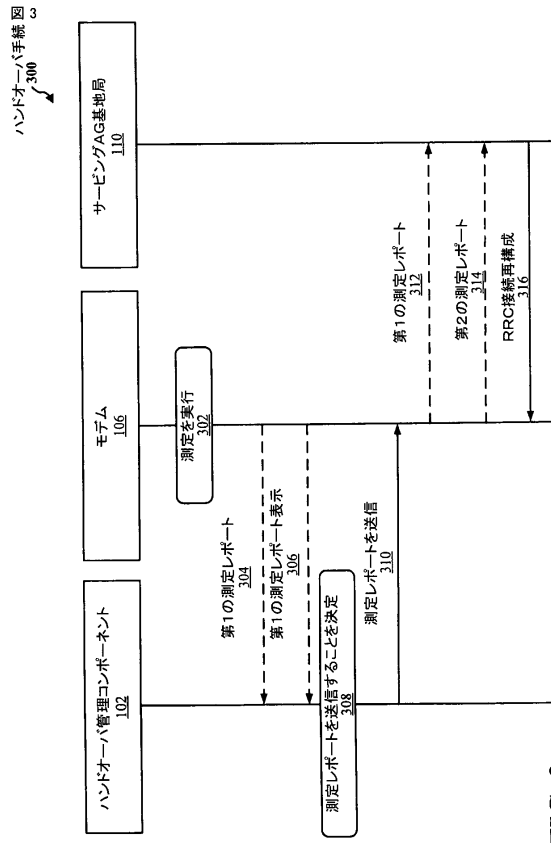 図3
ハンドオーバ手続
300
ハンドオーバ管理コンポーネント
102
モデム
106
サービングAG基地局
110
測定を実行
302
第1の測定レポート
304
第1の測定レポート表示
306
測定レポートを送信することを決定
308
測定レポートを送信
310
第1の測定レポート
312
第2の測定レポート
314
RRC接続再構成
316